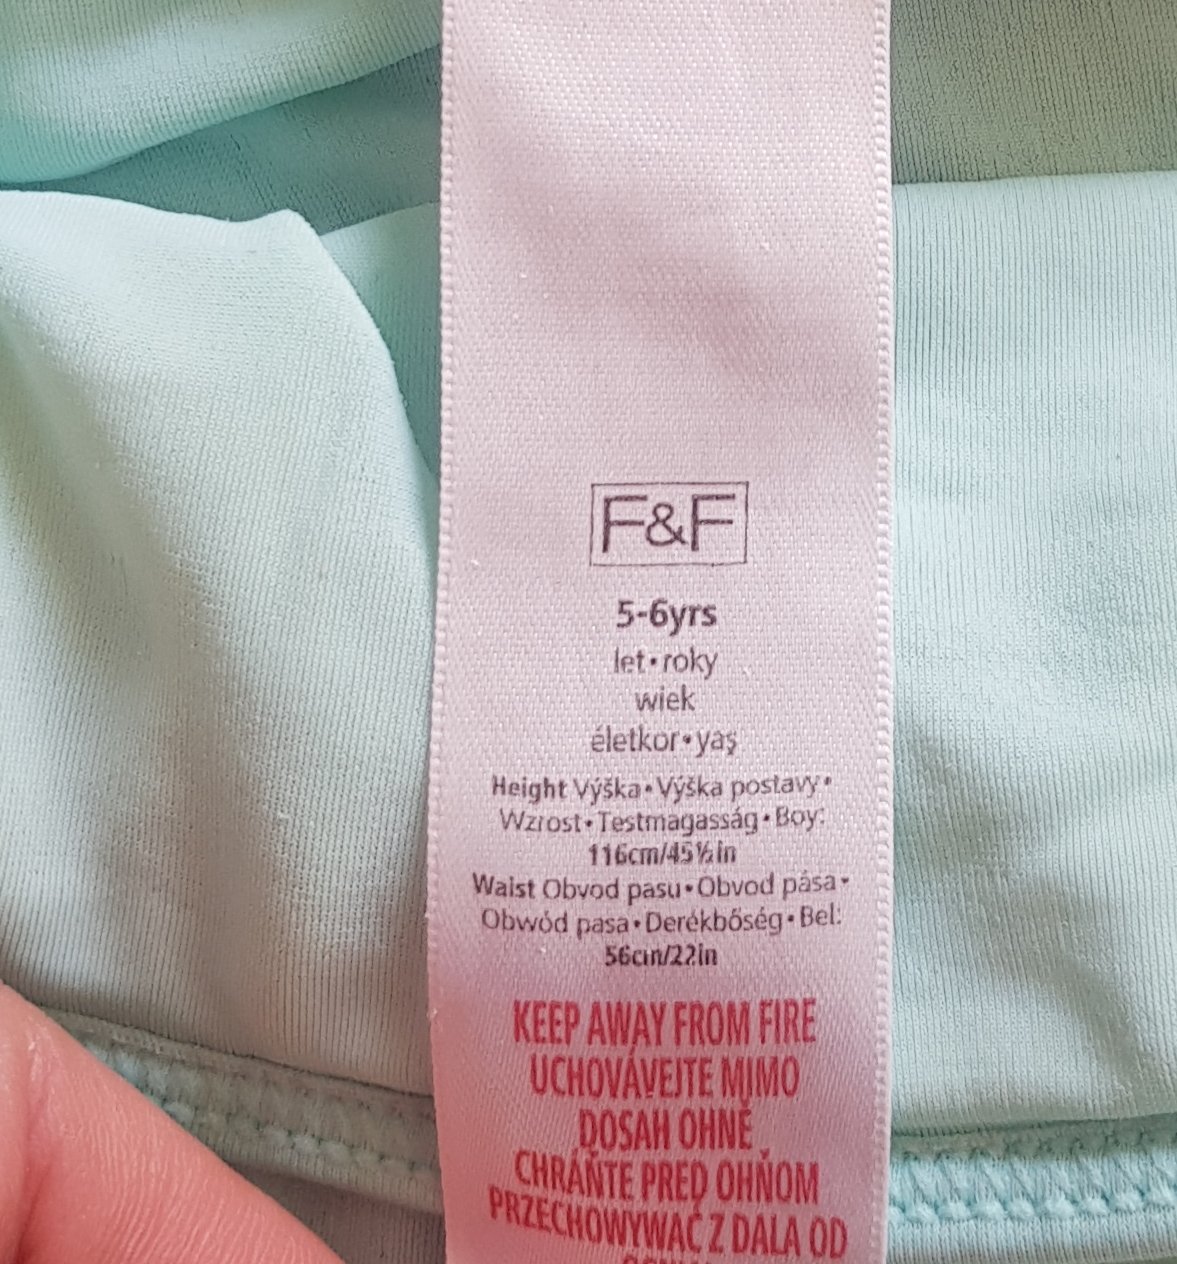 F&F
5-6yrs
let•roky
wiek
életkor•yaş
Height Výška•Výška postavy•
Wzrost•Testmagasság•Boy:
116cm/45½in
Waist Obvod pasu•Obvod pása•
Obwód pasa•Derékbőség•Bel:
56cm/22in
KEEP AWAY FROM FIRE
UCHOVÁVEJTE MIMO
DOSAH OHNĚ
CHRÁŇTE PRED OHŇOM
PRZECHOWYWAĆ Z DALA OD